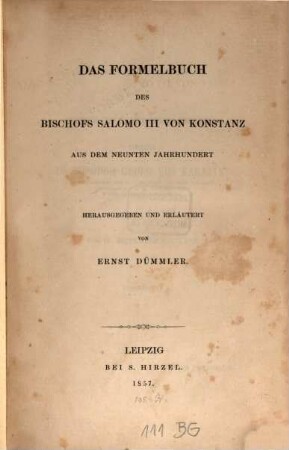 DAS FORMELBUCH
DES
BISCHOFS SALOMO III VON KONSTANZ
AUS DEM NEUNTEN JAHRHUNDERT
HERAUSGEGEBEN UND ERLÄUTERT
VON
ERNST DÜMMLER.
LEIPZIG
BEI S. HIRZEL.
1857.
111 BG